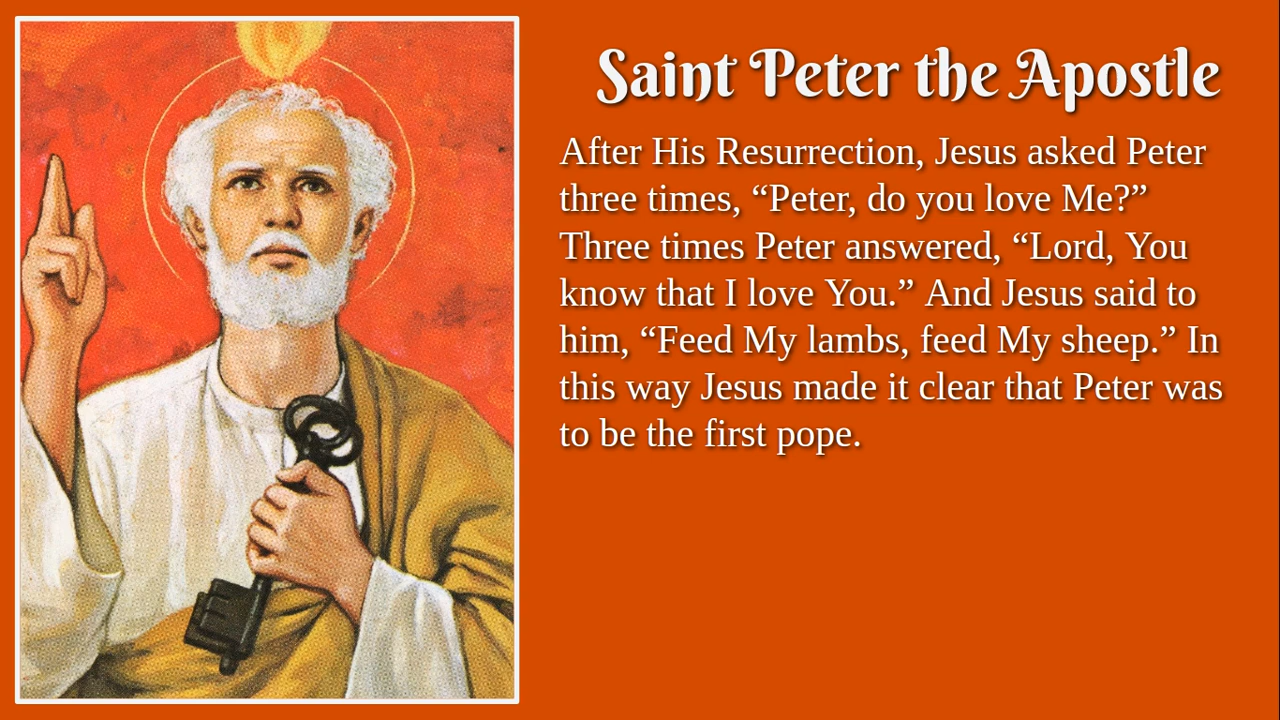 Saint Peter the Apostle
After His Resurrection, Jesus asked Peter
three times, “Peter, do you love Me?”
Three times Peter answered, “Lord, You
know that I love You.” And Jesus said to
him, “Feed My lambs, feed My sheep.” In
this way Jesus made it clear that Peter was
to be the first pope.